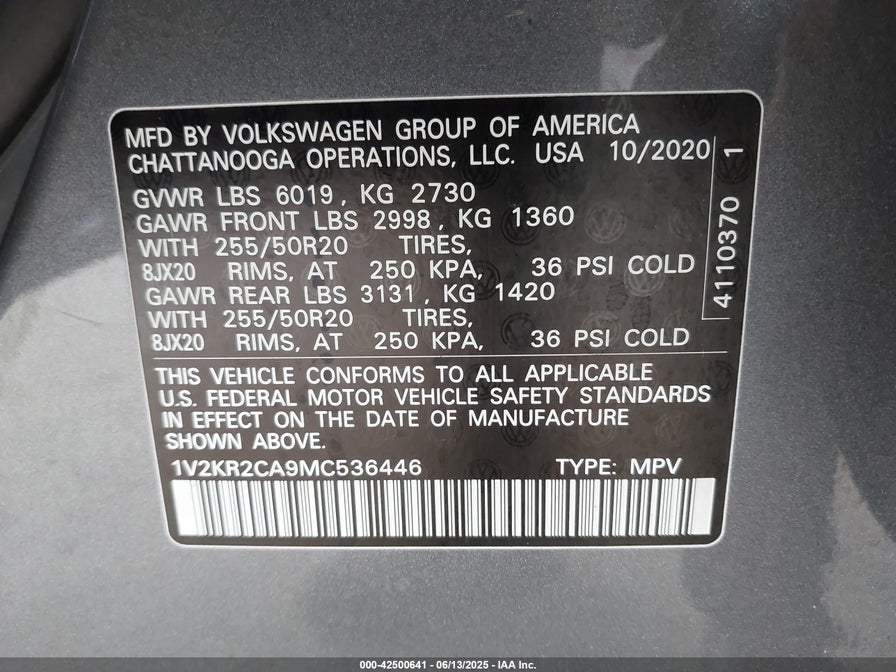 MFD BY VOLKSWAGEN GROUP OF AMERICA
CHATTANOOGA OPERATIONS, LLC. USA 10/2020
GVWR LBS 6019, KG 2730
GAWR FRONT LBS 2998, KG 1360
WITH 255/50R20 TIRES,
8JX20 RIMS, AT 250 KPA, 36 PSI COLD
GAWR REAR LBS 3131, KG 1420
WITH 255/50R20 TIRES,
8JX20 RIMS, AT 250 KPA, 36 PSI COLD
4110370 1
THIS VEHICLE CONFORMS TO ALL APPLICABLE
U.S. FEDERAL MOTOR VEHICLE SAFETY STANDARDS
IN EFFECT ON THE DATE OF MANUFACTURE
SHOWN ABOVE.
1V2KR2CA9MC536446 TYPE: MPV
000-42500641 - 06/13/2025 - IAA Inc.